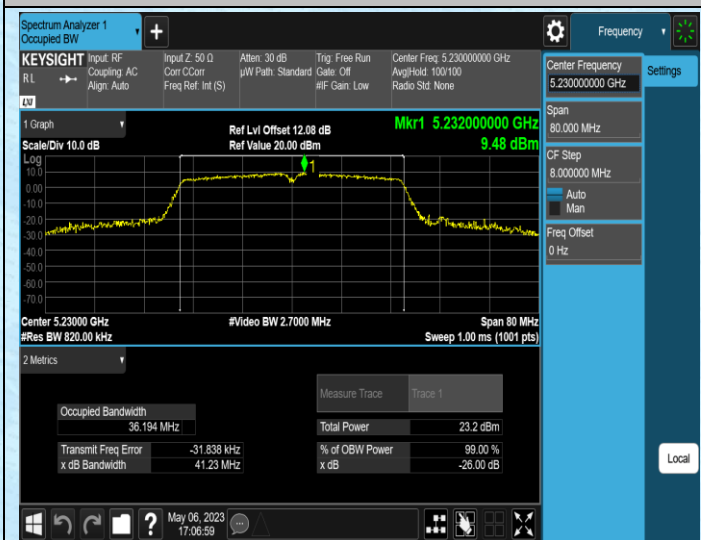 Spectrum Analyzer 1
Occupied BW
Frequency
KEYSIGHT
RL
LXI
Input: RF
Coupling: AC
Align: Auto
Input Z: 50 Ω
Corr CCorr
Freq Ref: Int (S)
Atten: 30 dB
µW Path: Standard
Trig: Free Run
Gate: Off
#IF Gain: Low
Center Freq: 5.230000000 GHz
Avg|Hold: 100/100
Radio Std: None
1 Graph
Scale/Div 10.0 dB
Ref Lvl Offset 12.08 dB
Ref Value 20.00 dBm
Mkr1 5.232000000 GHz
9.48 dBm
Log
10.0
0.00
-10.0
-20.0
-30.0
-40.0
-50.0
-60.0
-70.0
1
Center 5.23000 GHz
#Res BW 820.00 kHz
#Video BW 2.7000 MHz
Span 80 MHz
Sweep 1.00 ms (1001 pts)
2 Metrics
Measure Trace
Trace 1
Occupied Bandwidth
36.194 MHz
Total Power
23.2 dBm
Transmit Freq Error
-31.838 kHz
% of OBW Power
99.00 %
x dB Bandwidth
41.23 MHz
x dB
-26.00 dB
?
May 06, 2023
17:06:59
Center Frequency
5.230000000 GHz
Settings
Span
80.000 MHz
CF Step
8.000000 MHz
Auto
Man
Freq Offset
0 Hz
Local